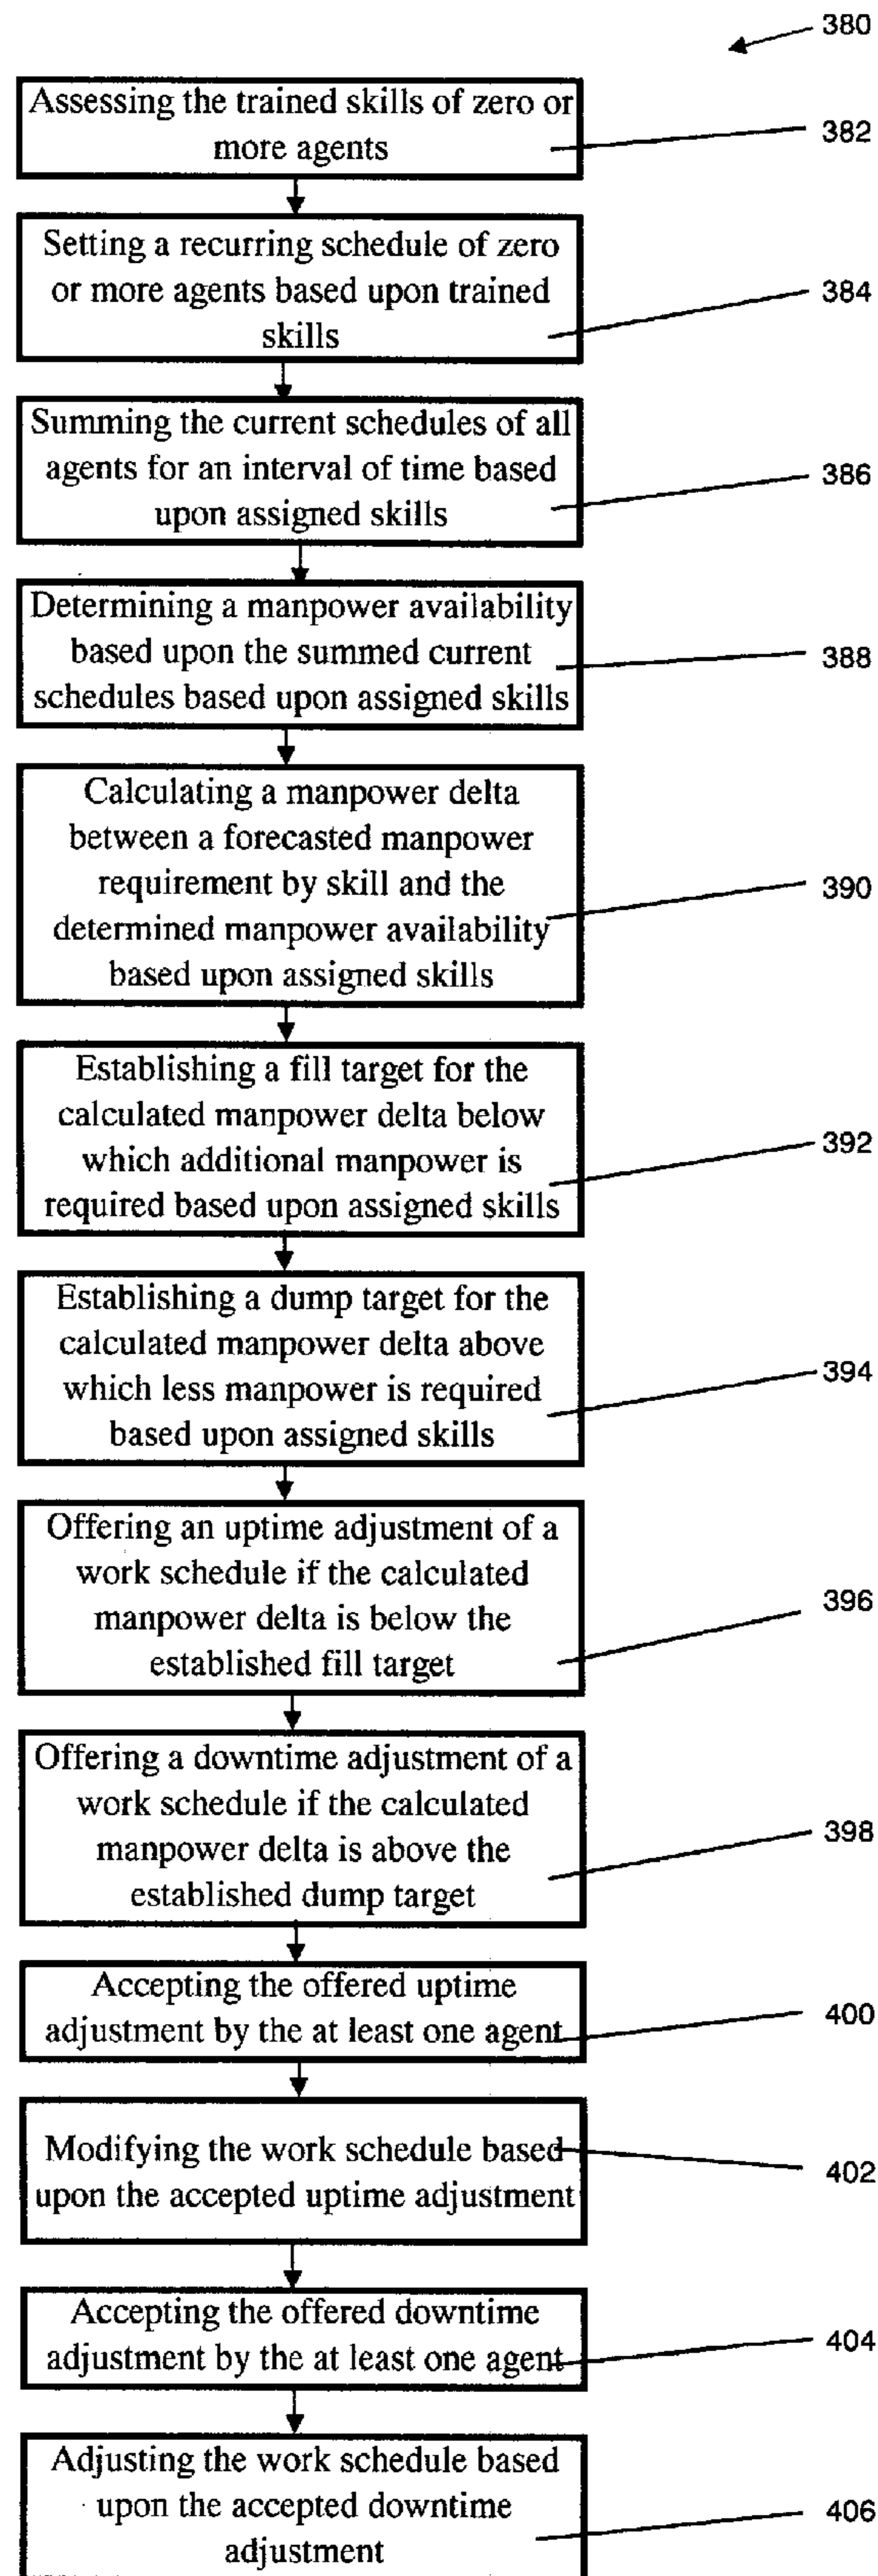 380
Assessing the trained skills of zero or
more agents
382
Setting a recurring schedule of zero
or more agents based upon trained
skills
384
Summing the current schedules of all
agents for an interval of time based
upon assigned skills
386
Determining a manpower availability
based upon the summed current
schedules based upon assigned skills
388
Calculating a manpower delta
between a forecasted manpower
requirement by skill and the
determined manpower availability
based upon assigned skills
390
Establishing a fill target for the
calculated manpower delta below
which additional manpower is
required based upon assigned skills
392
Establishing a dump target for the
calculated manpower delta above
which less manpower is required
based upon assigned skills
394
Offering an uptime adjustment of a
work schedule if the calculated
manpower delta is below the
established fill target
396
Offering a downtime adjustment of a
work schedule if the calculated
manpower delta is above the
established dump target
398
Accepting the offered uptime
adjustment by the at least one agent
400
Modifying the work schedule based
upon the accepted uptime adjustment
402
Accepting the offered downtime
adjustment by the at least one agent
404
Adjusting the work schedule based
upon the accepted downtime
adjustment
406